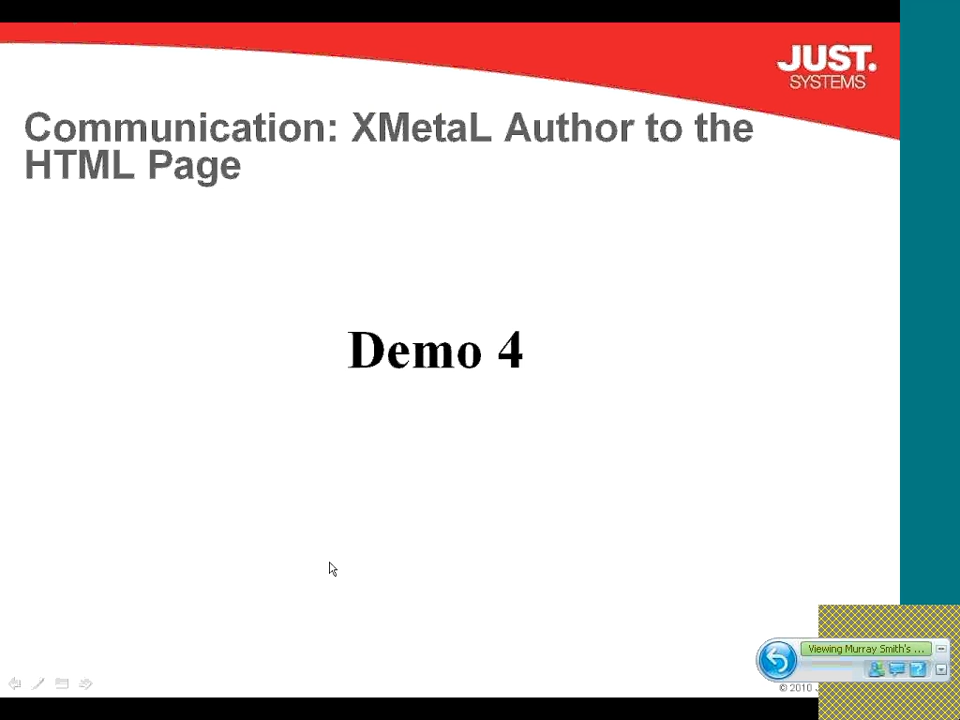 JUST.
SYSTEMS
Communication: XMetaL Author to the
HTML Page
Demo 4
Viewing Murray Smith's ...
© 2010